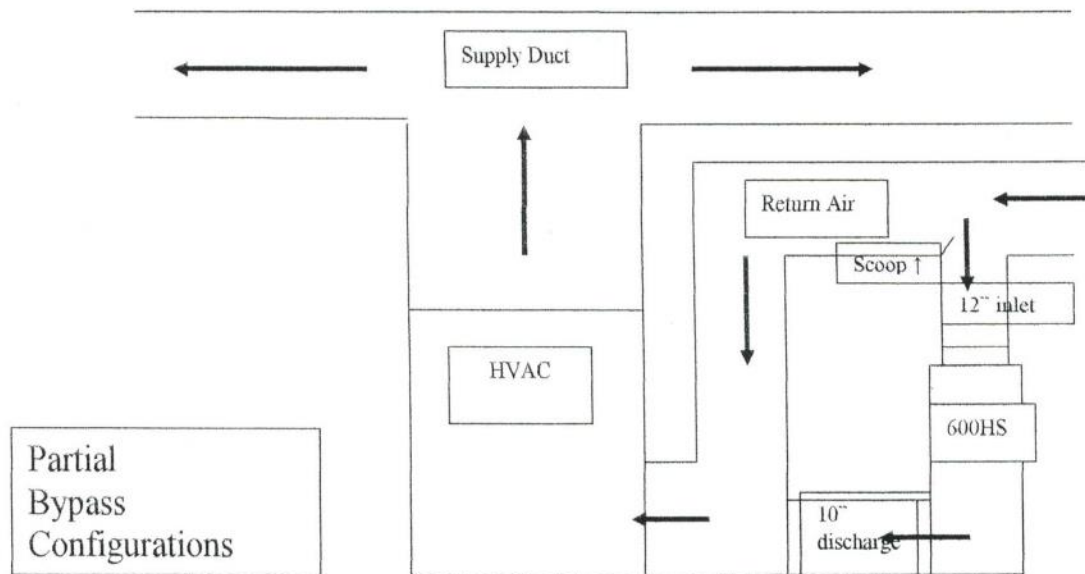 Supply Duct
Return Air
Scoop ↑
12¨ inlet
HVAC
600HS
Partial
Bypass
Configurations
10¨
discharge